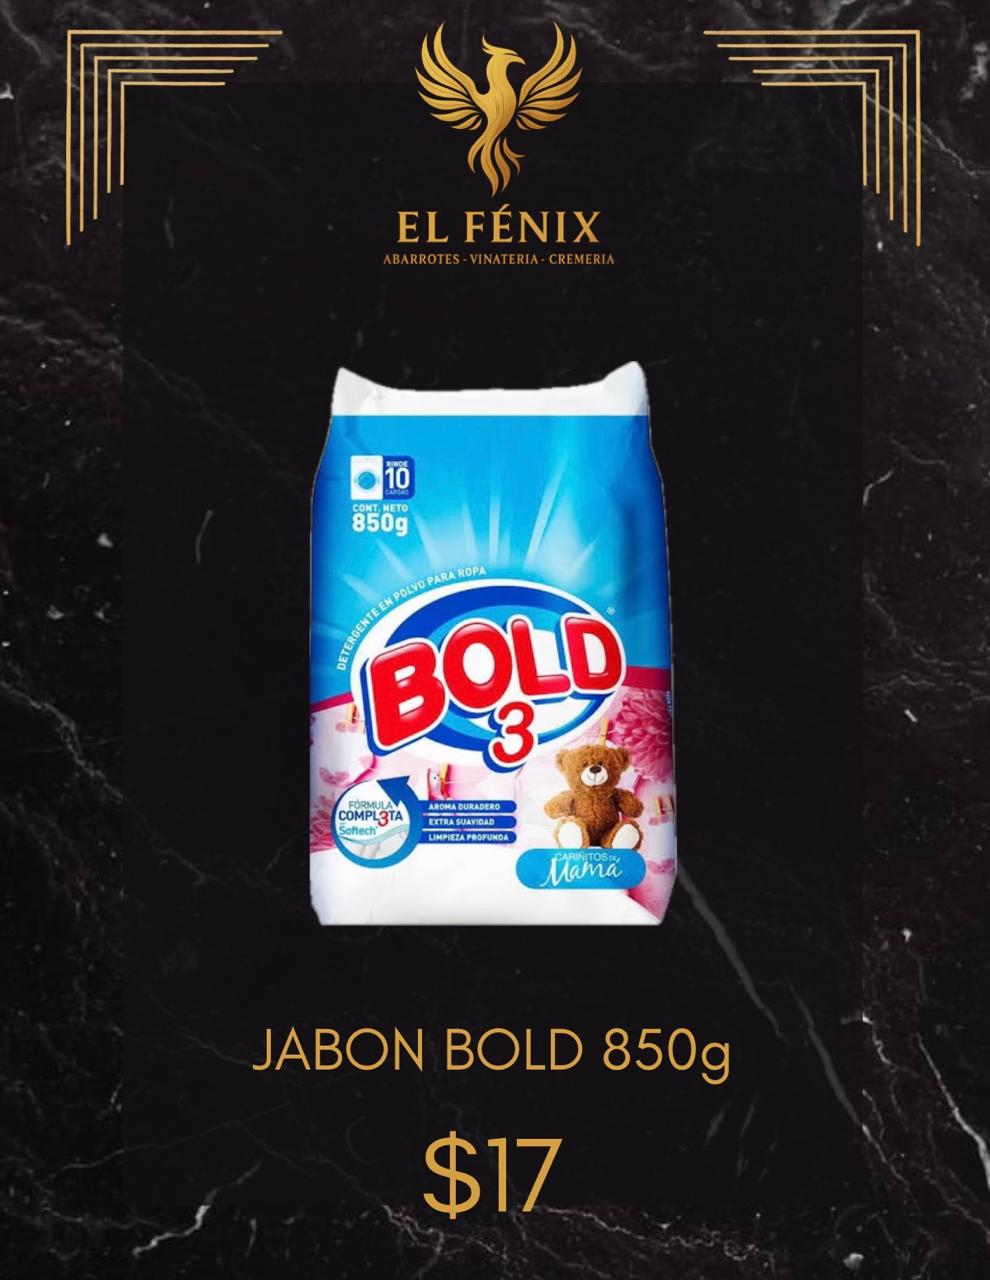 EL FÉNIX
ABARROTES - VINATERIA - CREMERIA
RINDE
10
CARGAS
CONT. NETO
850g
DETERGENTE EN POLVO PARA ROPA
BOLD
®
3
FÓRMULA
COMPL3TA
CON
Softech
AROMA DURADERO
EXTRA SUAVIDAD
LIMPIEZA PROFUNDA
CARIÑITOS DE
Mamá
JABON BOLD 850g
$17